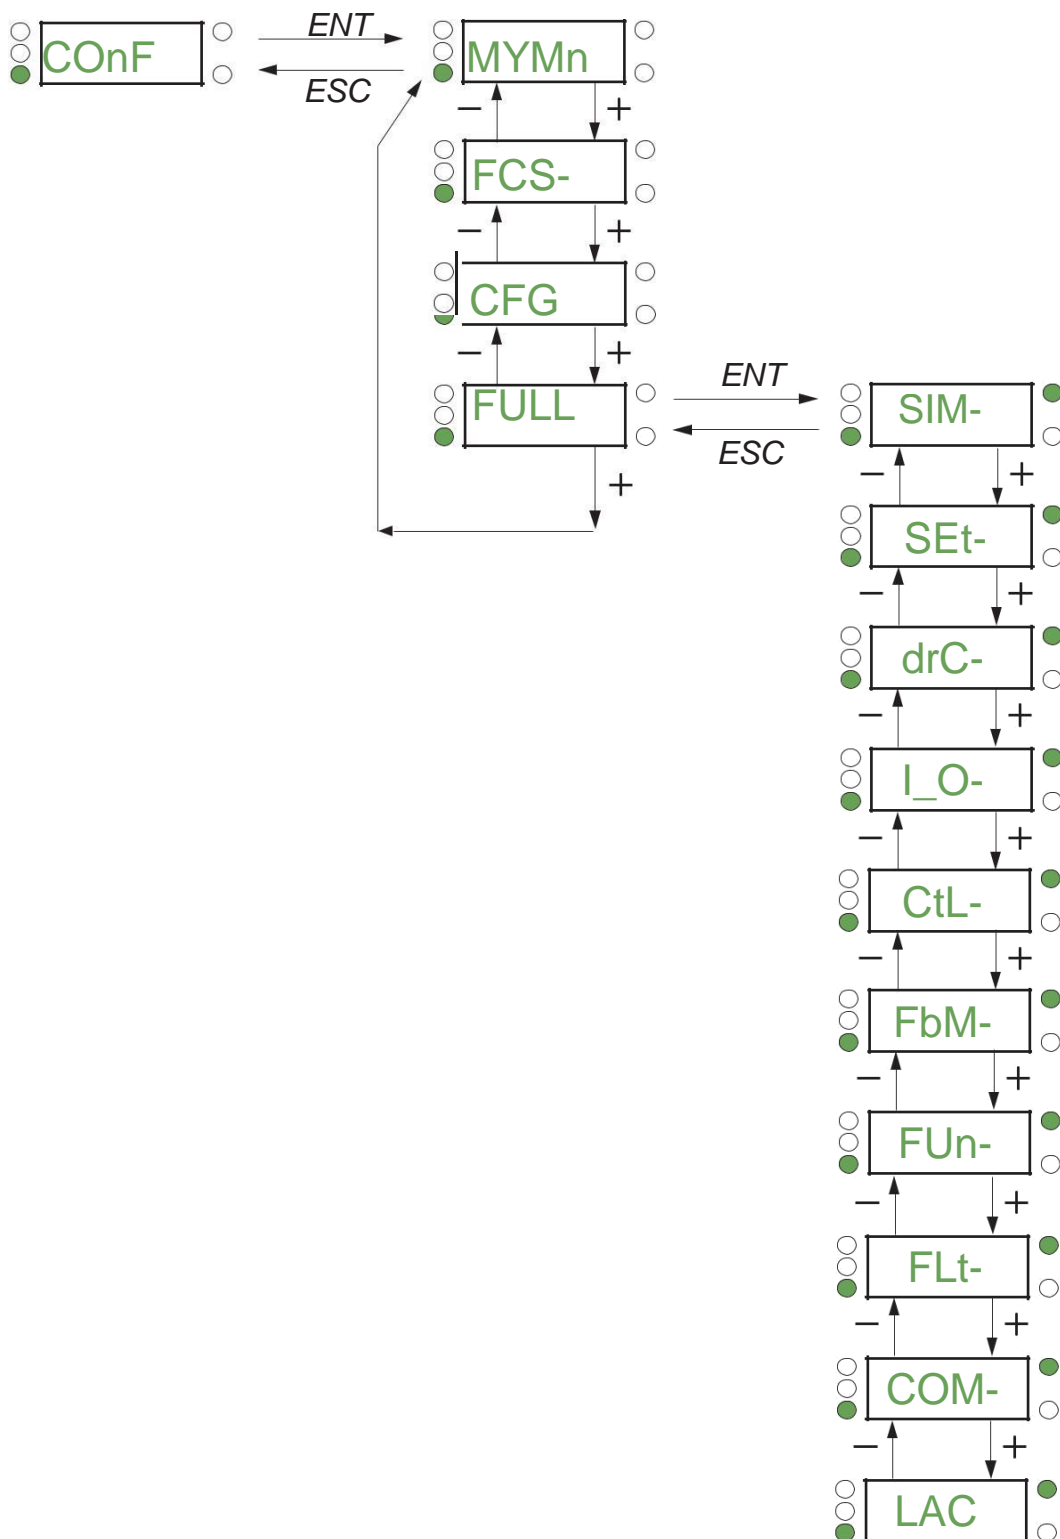 COnF
ENT
ESC
MYMn
− +
FCS-
− +
CFG
− +
FULL
+
ENT
ESC
SIM-
− +
SEt-
− +
drC-
− +
I_O-
− +
CtL-
− +
FbM-
− +
FUn-
− +
FLt-
− +
COM-
− +
LAC